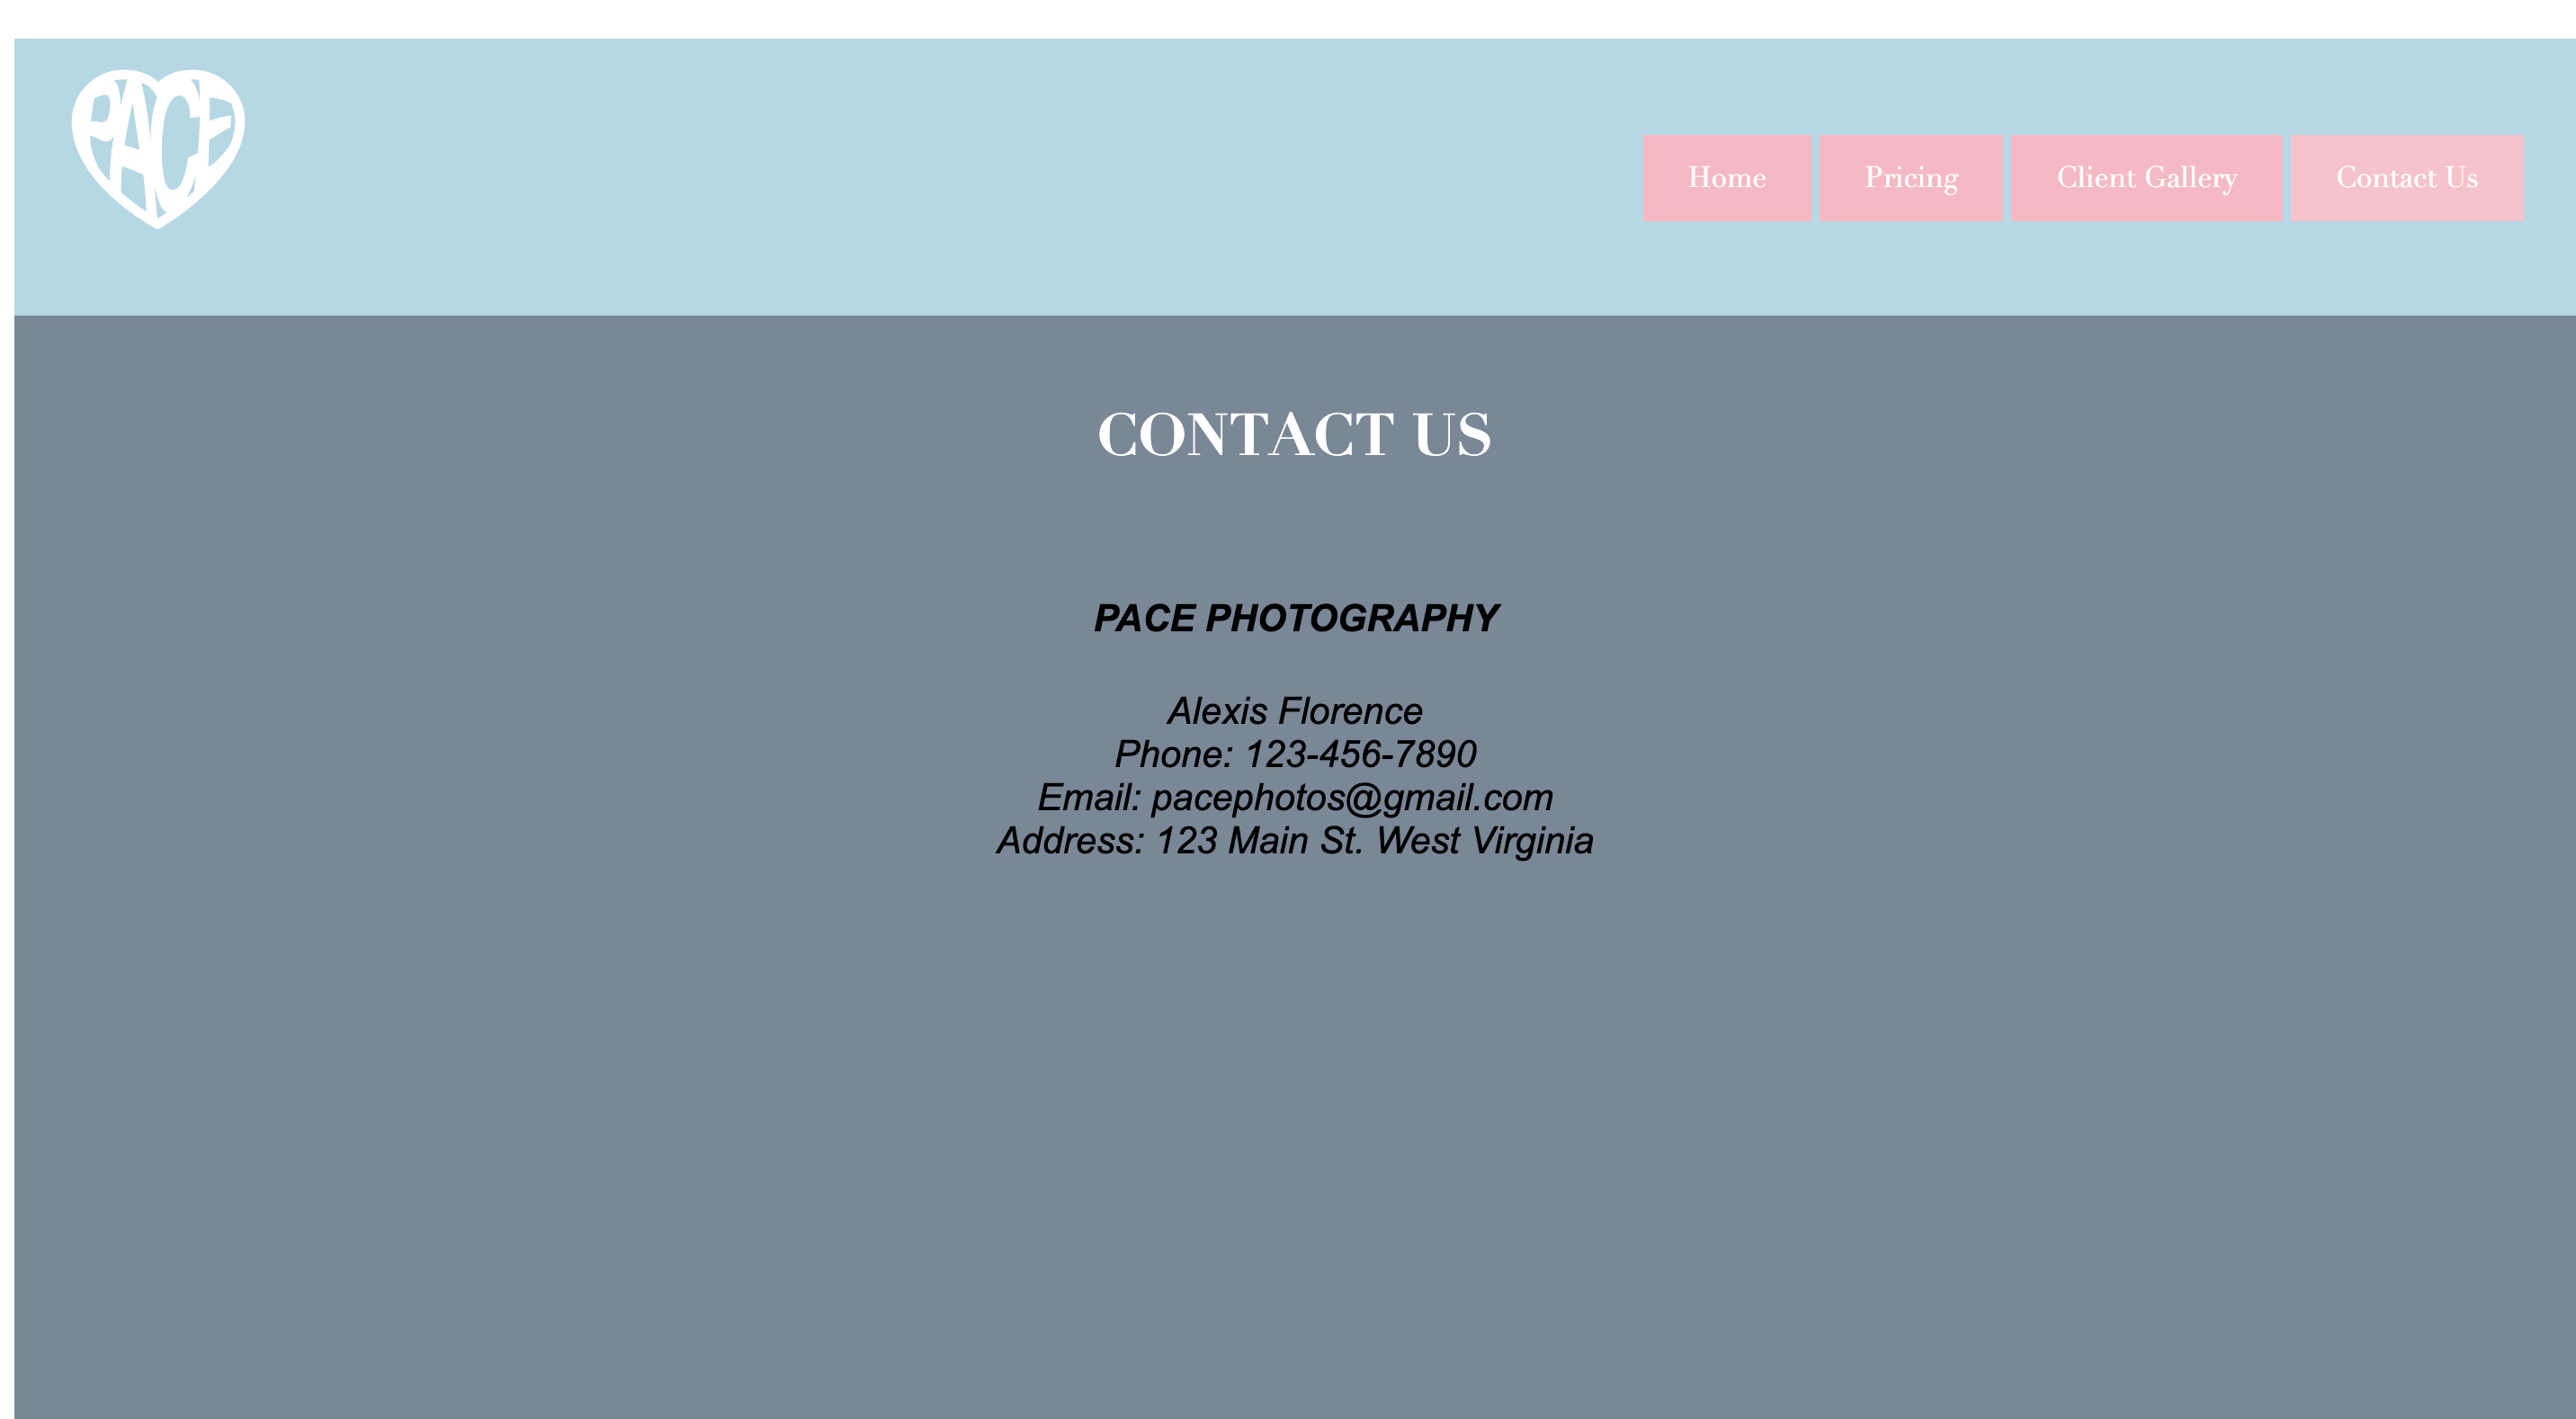 PACE
Home
Pricing
Client Gallery
Contact Us
CONTACT US
PACE PHOTOGRAPHY
Alexis Florence
Phone: 123-456-7890
Email: pacephotos@gmail.com
Address: 123 Main St. West Virginia